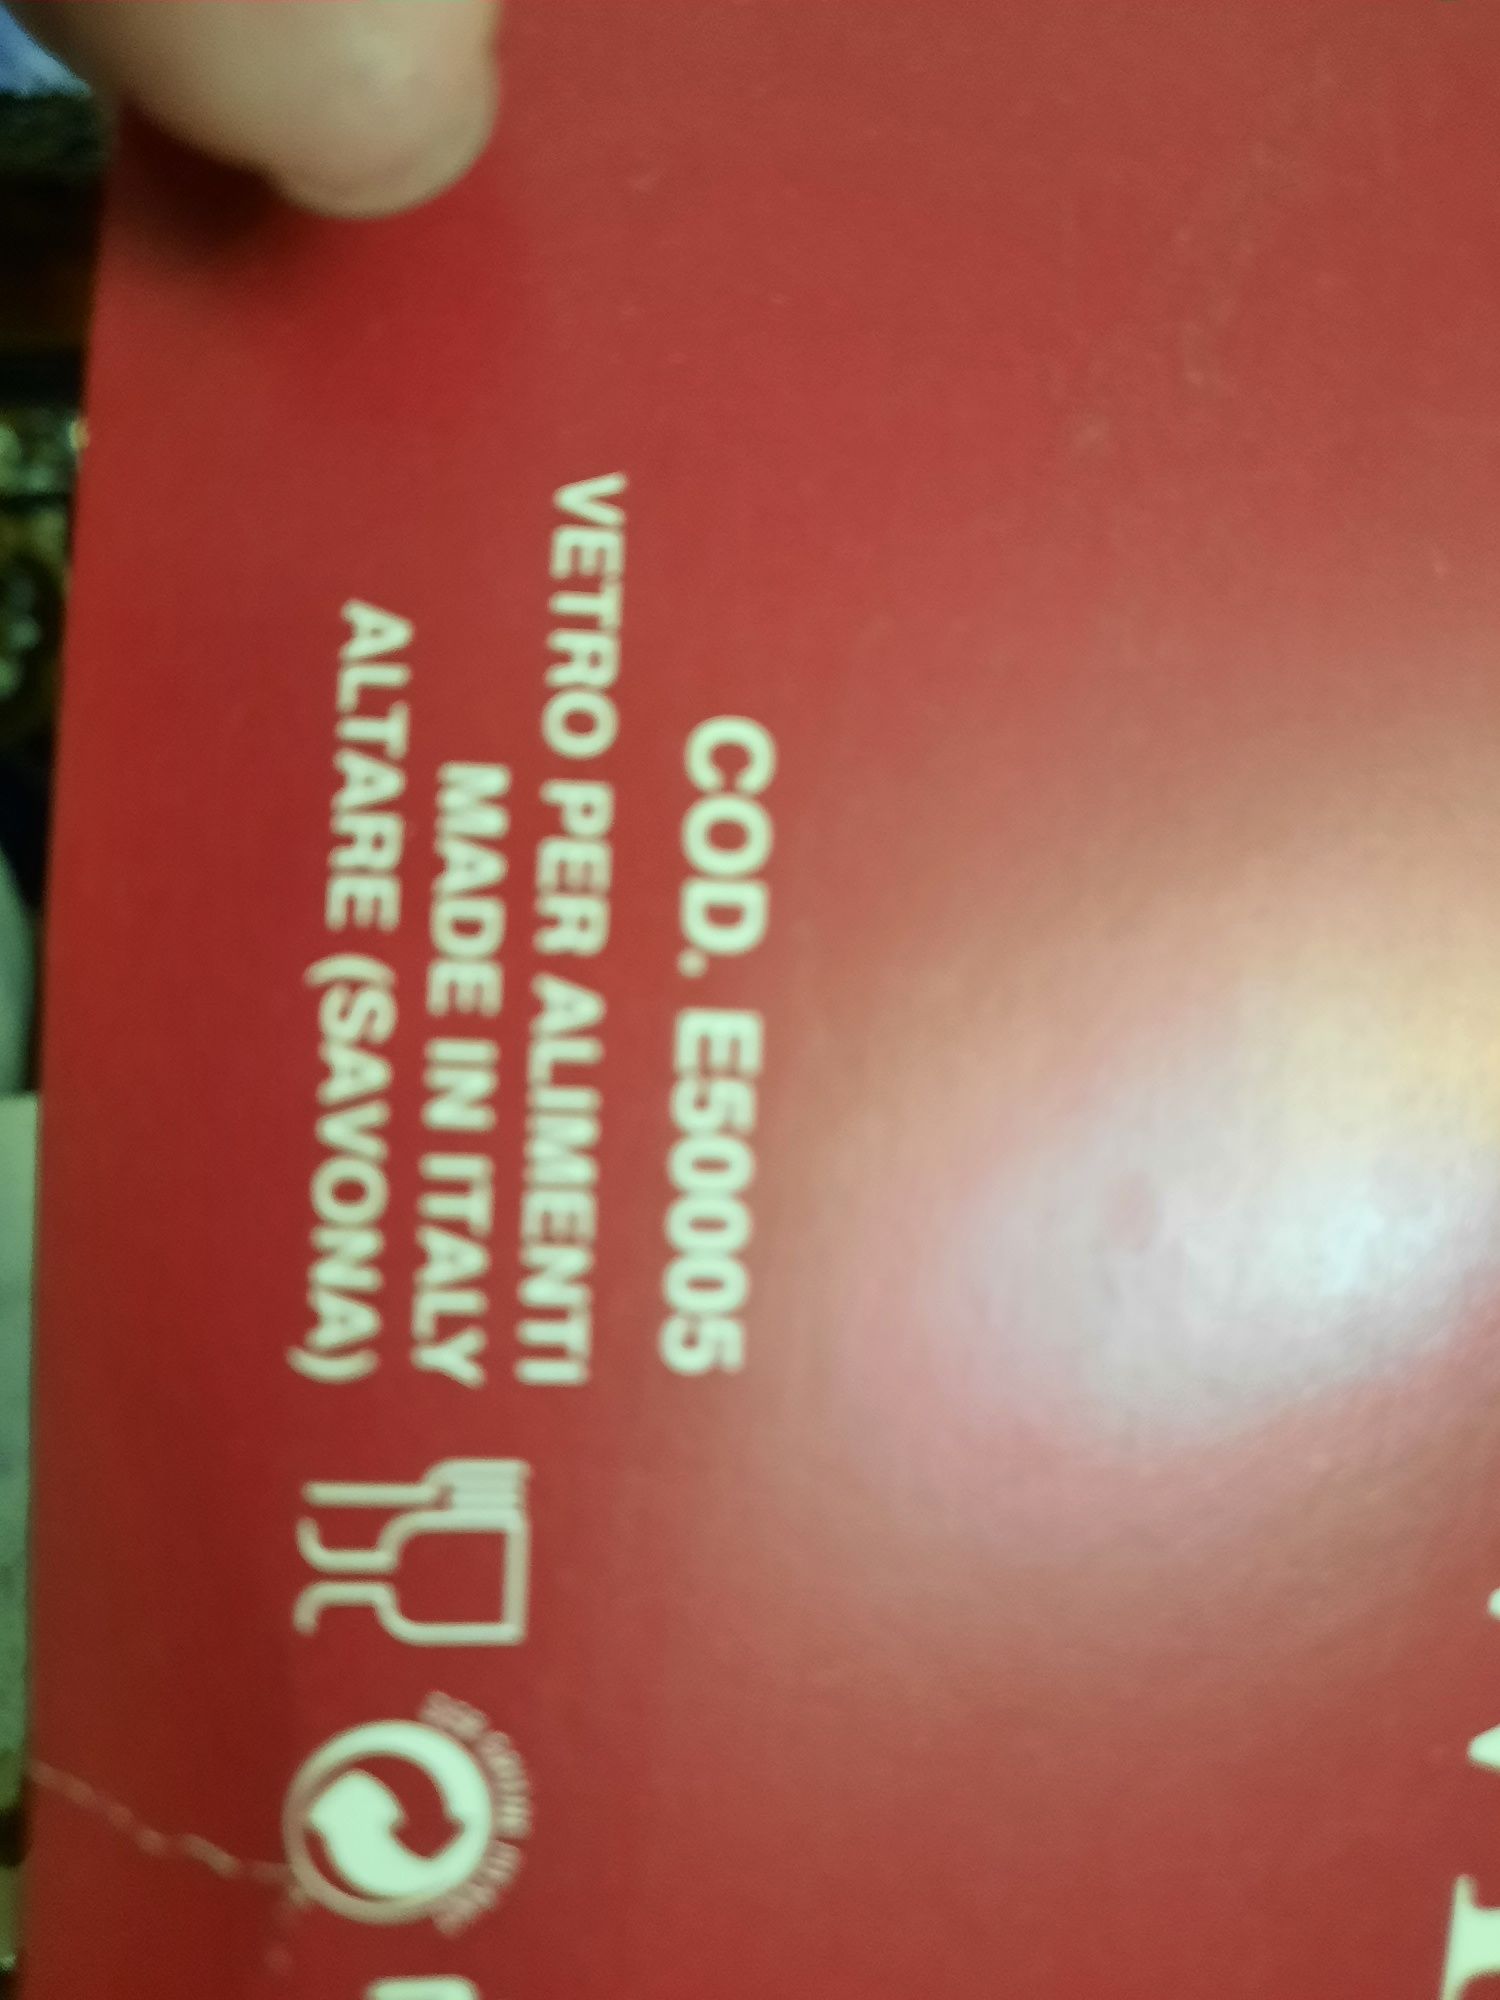 COD. E50005
VETRO PER ALIMENTI
MADE IN ITALY
ALTARE (SAVONA)